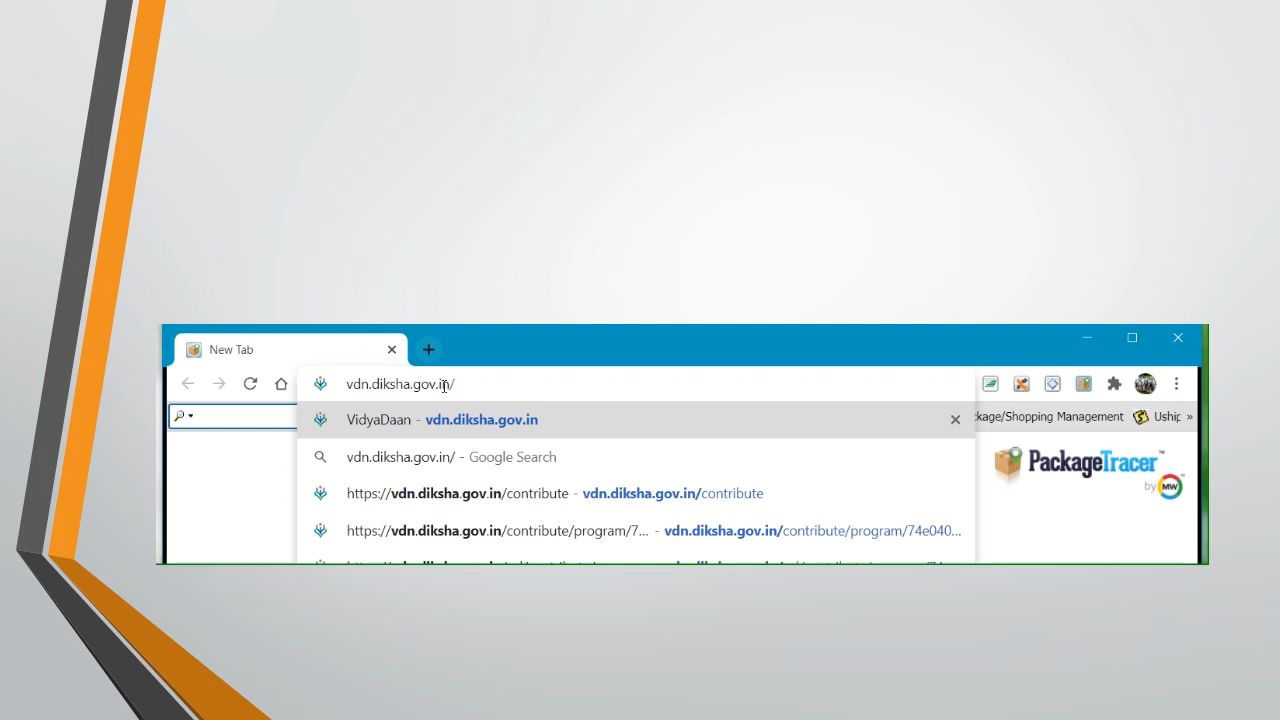 New Tab
vdn.diksha.gov.in/
VidyaDaan - vdn.diksha.gov.in
kage/Shopping Management Uship »
vdn.diksha.gov.in/ - Google Search
PackageTracer™
by MW
https://vdn.diksha.gov.in/contribute - vdn.diksha.gov.in/contribute
https://vdn.diksha.gov.in/contribute/program/7... - vdn.diksha.gov.in/contribute/program/74e040...